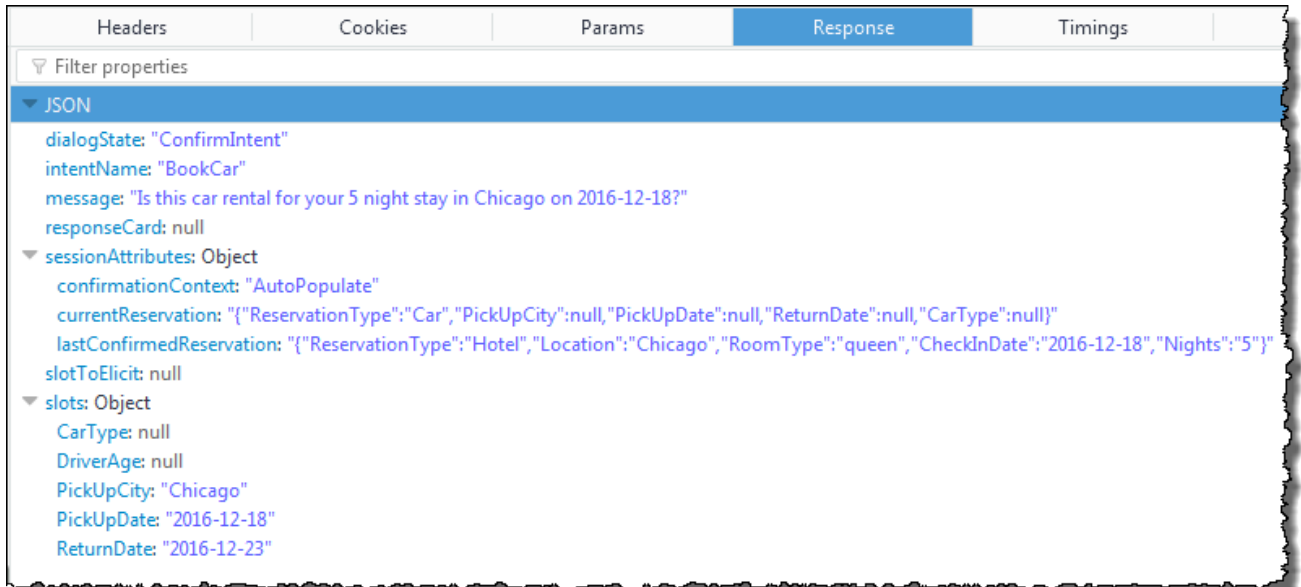 Headers Cookies Params Response Timings
Filter properties
JSON
dialogState: "ConfirmIntent"
intentName: "BookCar"
message: "Is this car rental for your 5 night stay in Chicago on 2016-12-18?"
responseCard: null
sessionAttributes: Object
confirmationContext: "AutoPopulate"
currentReservation: "{"ReservationType":"Car","PickUpCity":null,"PickUpDate":null,"ReturnDate":null,"CarType":null}"
lastConfirmedReservation: "{"ReservationType":"Hotel","Location":"Chicago","RoomType":"queen","CheckInDate":"2016-12-18","Nights":"5"}"
slotToElicit: null
slots: Object
CarType: null
DriverAge: null
PickUpCity: "Chicago"
PickUpDate: "2016-12-18"
ReturnDate: "2016-12-23"